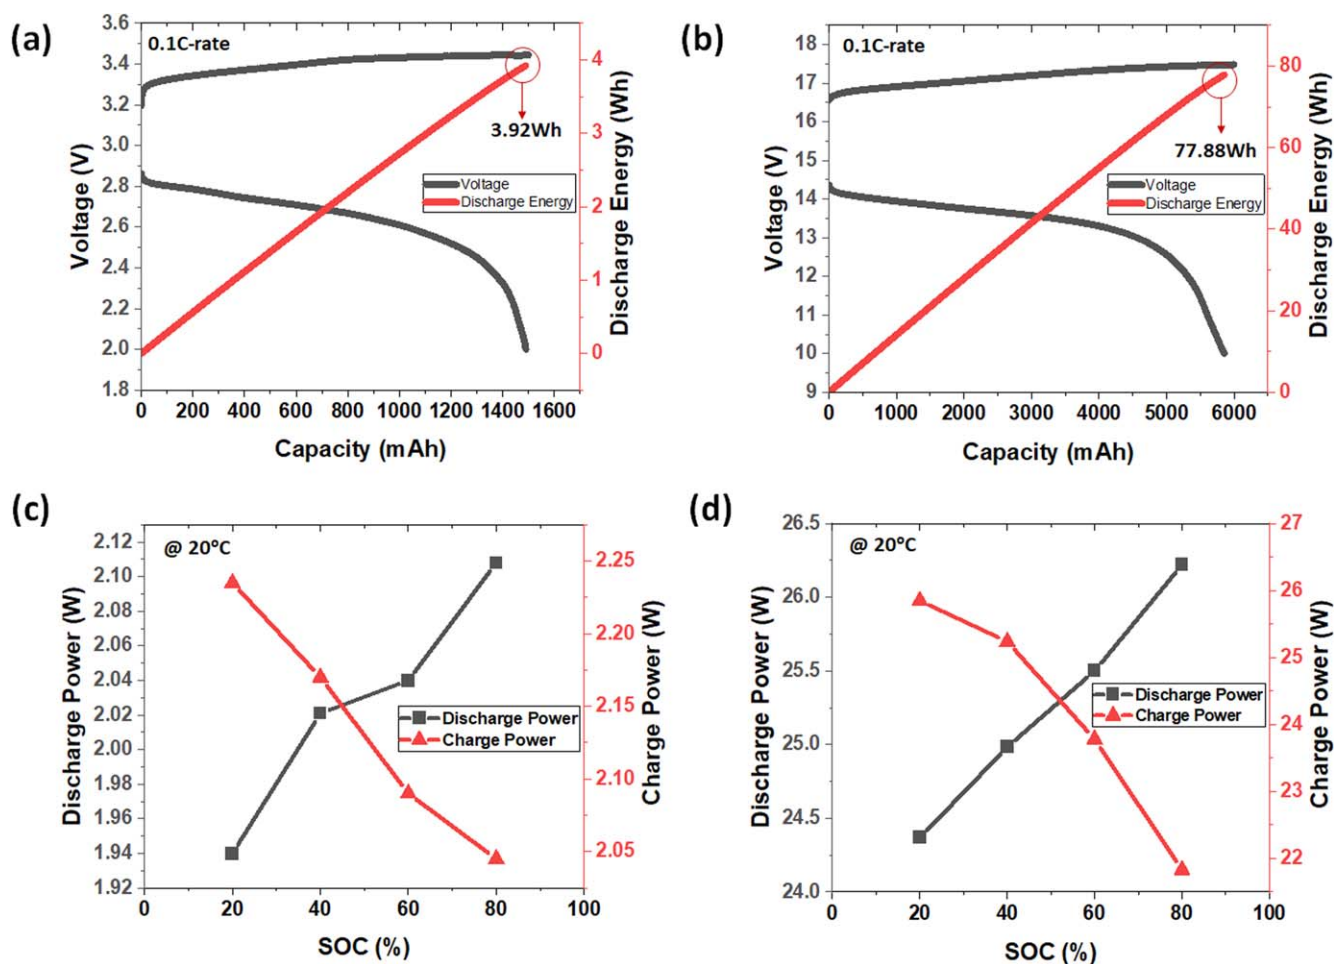 (a)
0.1C-rate
3.6
3.4
3.2
3.0
2.8
2.6
2.4
2.2
2.0
1.8
Voltage (V)
4
3
2
1
0
Discharge Energy (Wh)
3.92Wh
Voltage
Discharge Energy
0 200 400 600 800 1000 1200 1400 1600
Capacity (mAh)
(b)
0.1C-rate
18
17
16
15
14
13
12
11
10
9
Voltage (V)
80
60
40
20
0
Discharge Energy (Wh)
77.88Wh
Voltage
Discharge Energy
0 1000 2000 3000 4000 5000 6000
Capacity (mAh)
(c)
@ 20°C
2.12
2.10
2.08
2.06
2.04
2.02
2.00
1.98
1.96
1.94
1.92
Discharge Power (W)
2.25
2.20
2.15
2.10
2.05
Charge Power (W)
Discharge Power
Charge Power
0 20 40 60 80 100
SOC (%)
(d)
@ 20°C
26.5
26.0
25.5
25.0
24.5
24.0
Discharge Power (W)
27
26
25
24
23
22
Charge Power (W)
Discharge Power
Charge Power
0 20 40 60 80 100
SOC (%)